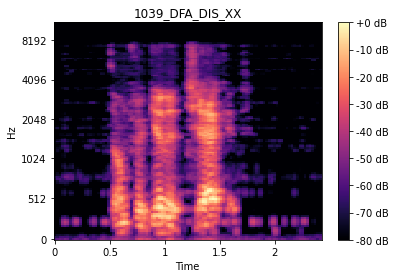 1039_DFA_DIS_XX
Hz
8192
4096
2048
1024
512
0
0
0.5
1
1.5
2
Time
+0 dB
-10 dB
-20 dB
-30 dB
-40 dB
-50 dB
-60 dB
-70 dB
-80 dB